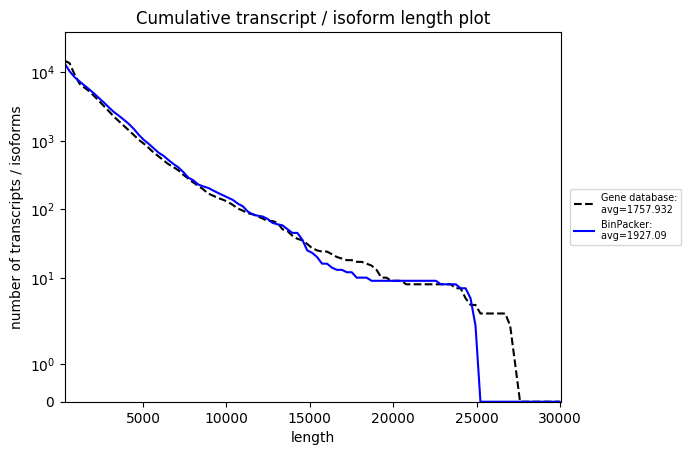 Cumulative transcript / isoform length plot
number of transcripts / isoforms
10^4
10^3
10^2
10^1
10^0
0
5000 10000 15000 20000 25000 30000
length
Gene database:
avg=1757.932
BinPacker:
avg=1927.09